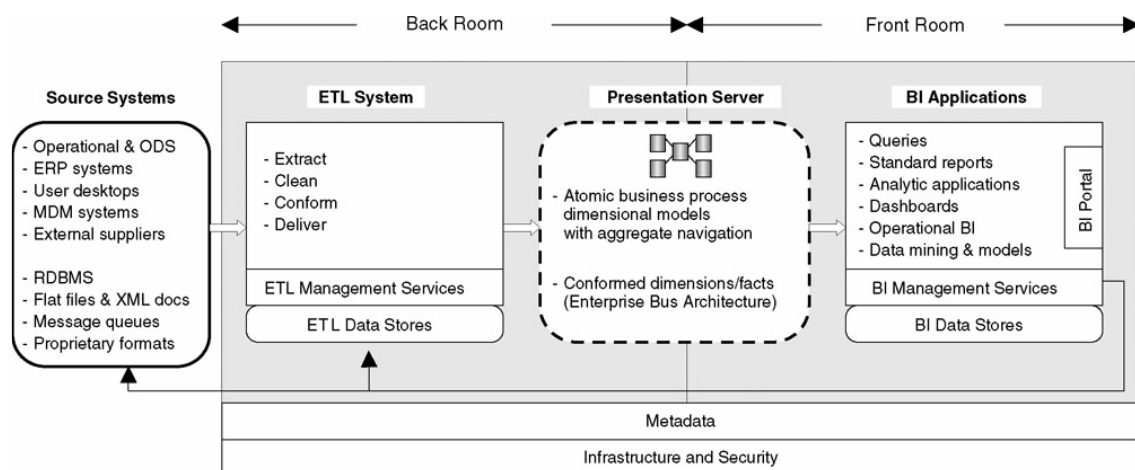 Back Room
Front Room
Source Systems
- Operational & ODS
- ERP systems
- User desktops
- MDM systems
- External suppliers
- RDBMS
- Flat files & XML docs
- Message queues
- Proprietary formats
ETL System
- Extract
- Clean
- Conform
- Deliver
ETL Management Services
ETL Data Stores
Presentation Server
- Atomic business process
dimensional models
with aggregate navigation
- Conformed dimensions/facts
(Enterprise Bus Architecture)
BI Applications
- Queries
- Standard reports
- Analytic applications
- Dashboards
- Operational BI
- Data mining & models
BI Portal
BI Management Services
BI Data Stores
Metadata
Infrastructure and Security